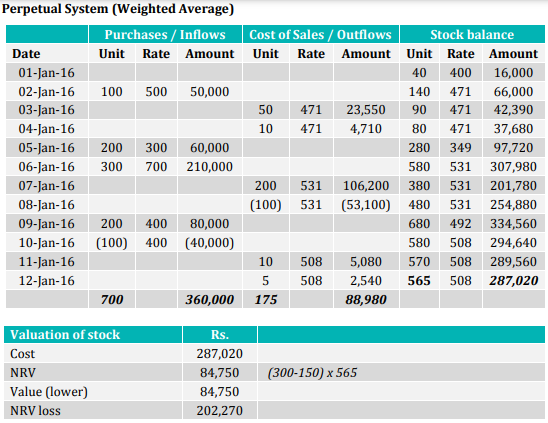 Perpetual System (Weighted Average)
Purchases / Inflows Cost of Sales / Outflows Stock balance
Date Unit Rate Amount Unit Rate Amount Unit Rate Amount
01-Jan-16 40 400 16,000
02-Jan-16 100 500 50,000 140 471 66,000
03-Jan-16 50 471 23,550 90 471 42,390
04-Jan-16 10 471 4,710 80 471 37,680
05-Jan-16 200 300 60,000 280 349 97,720
06-Jan-16 300 700 210,000 580 531 307,980
07-Jan-16 200 531 106,200 380 531 201,780
08-Jan-16 (100) 531 (53,100) 480 531 254,880
09-Jan-16 200 400 80,000 680 492 334,560
10-Jan-16 (100) 400 (40,000) 580 508 294,640
11-Jan-16 10 508 5,080 570 508 289,560
12-Jan-16 5 508 2,540 565 508 287,020
700 360,000 175 88,980
Valuation of stock Rs.
Cost 287,020
NRV 84,750 (300-150) x 565
Value (lower) 84,750
NRV loss 202,270